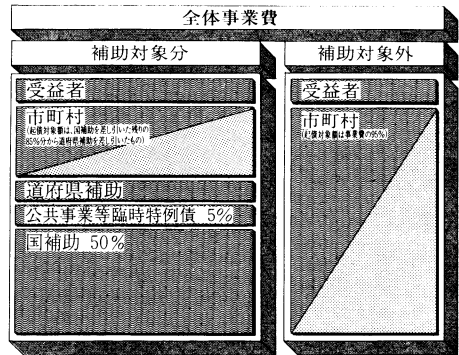 全体事業費
補助対象分
受益者
市町村
(起債対象額は、国補助を差し引いた残りの
85%分から道府県補助を差し引いたもの)
道府県補助
公共事業等臨時特例債 5%
国補助 50%
補助対象外
受益者
市町村
(起債対象額は事業費の95%)